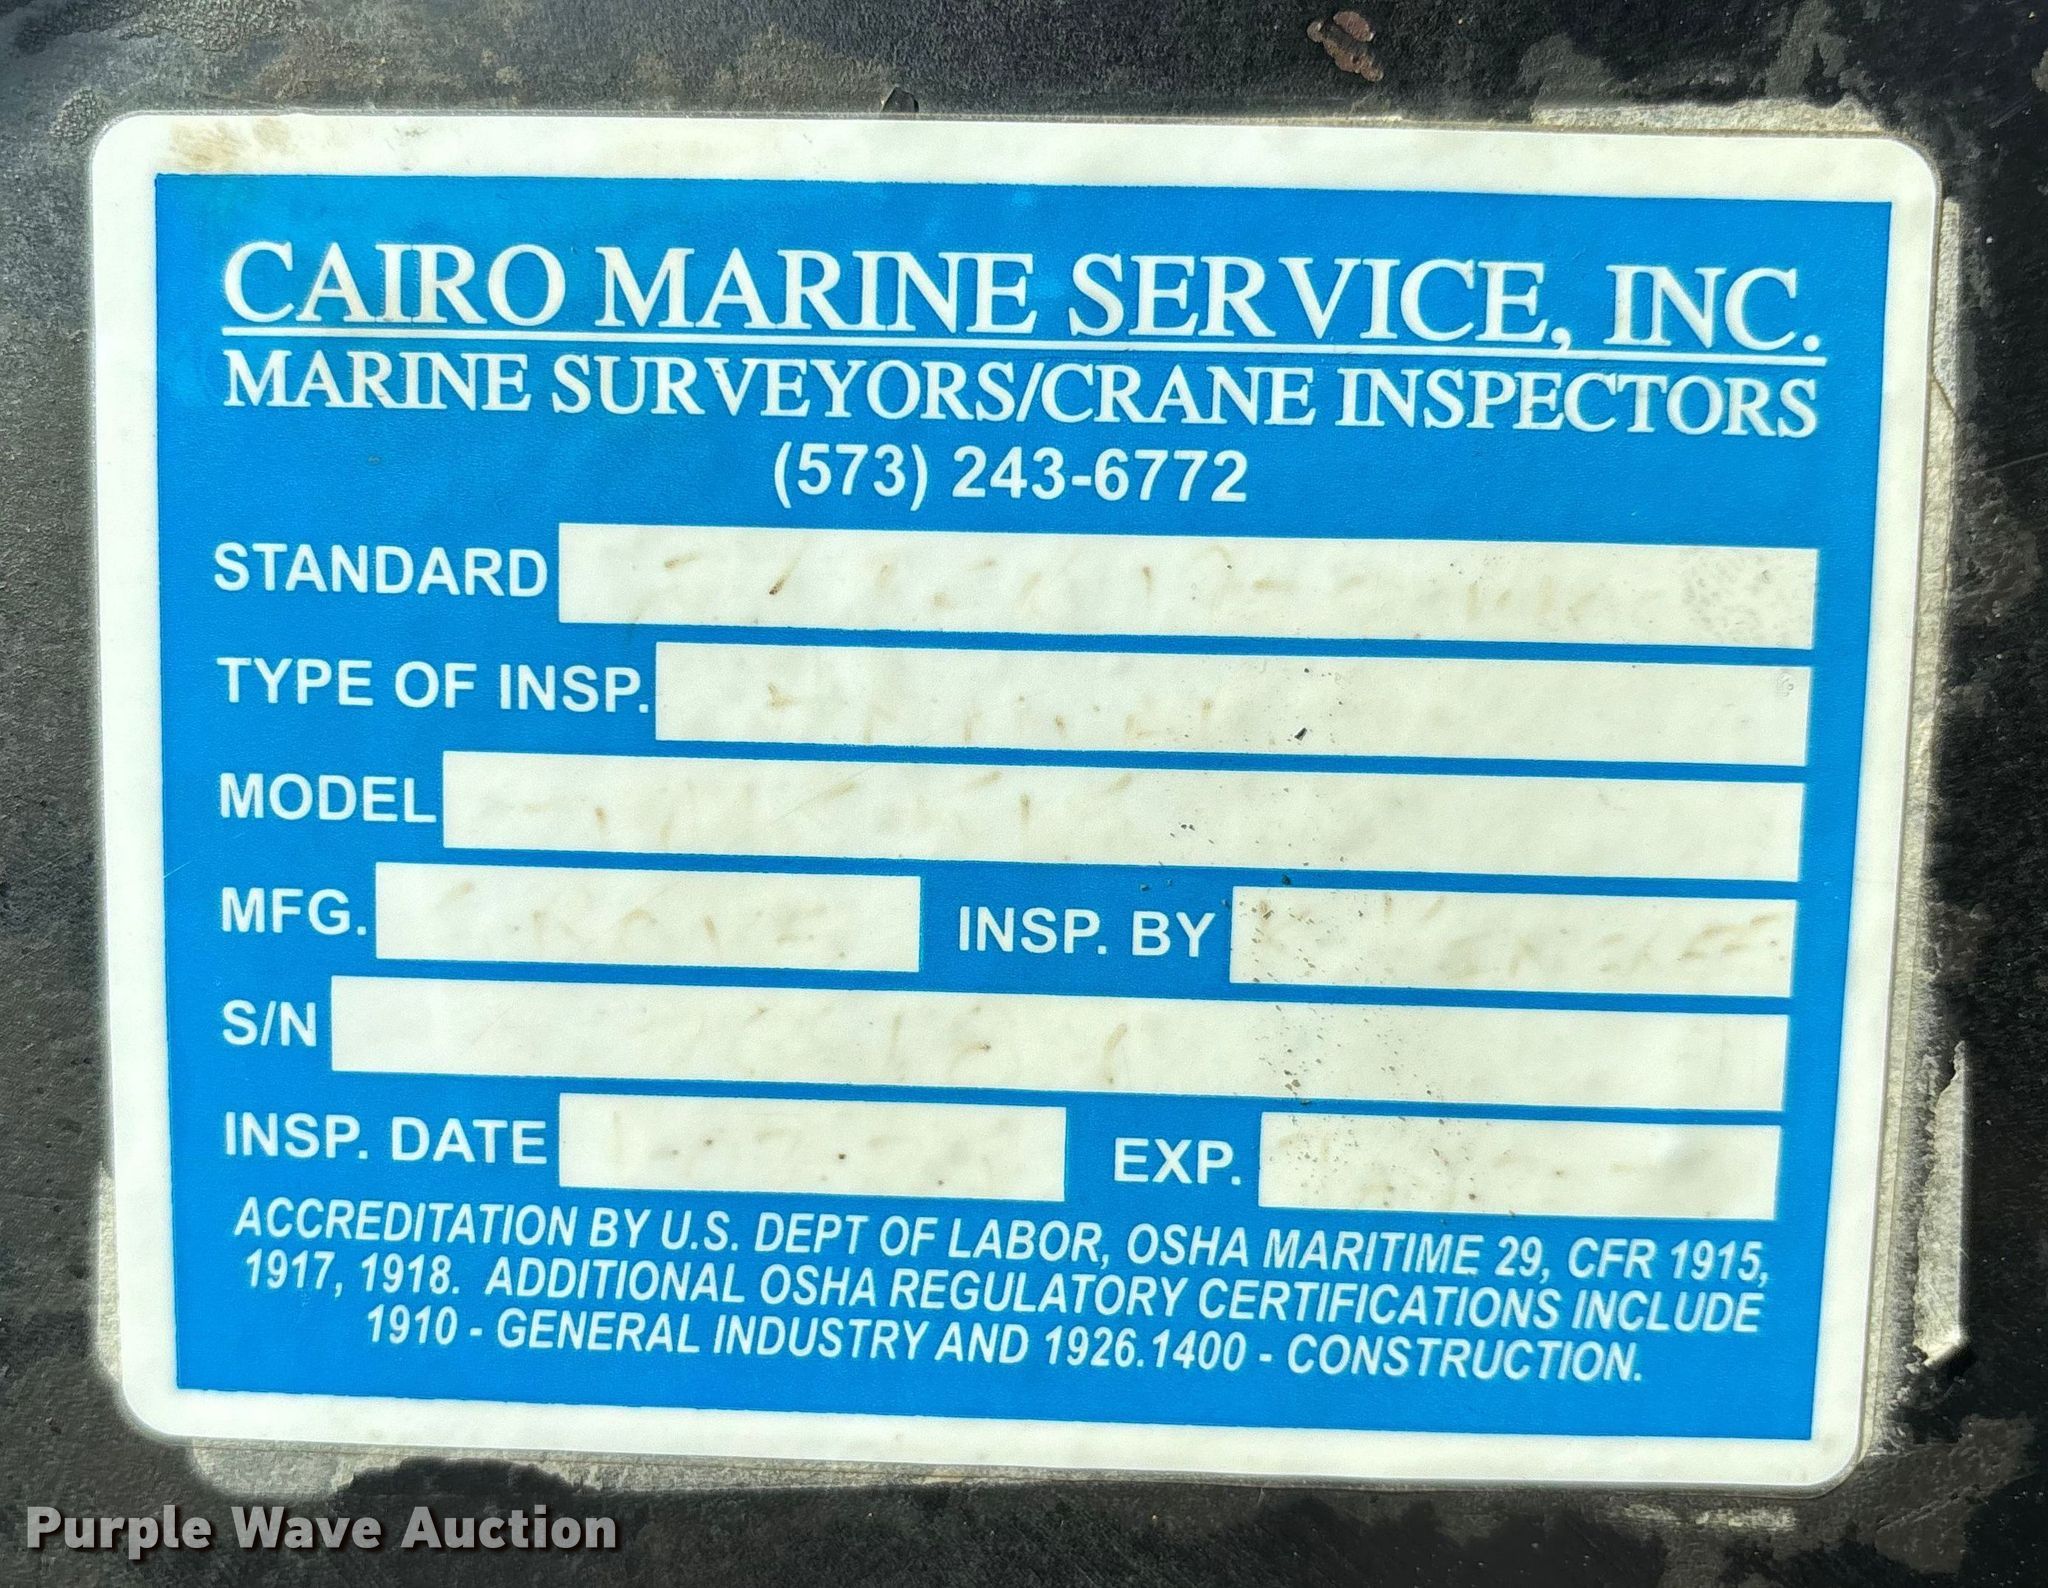 CAIRO MARINE SERVICE, INC.
MARINE SURVEYORS/CRANE INSPECTORS
(573) 243-6772
STANDARD
TYPE OF INSP.
MODEL
MFG. INSP. BY
S/N
INSP. DATE EXP.
ACCREDITATION BY U.S. DEPT OF LABOR, OSHA MARITIME 29, CFR 1915,
1917, 1918. ADDITIONAL OSHA REGULATORY CERTIFICATIONS INCLUDE
1910 - GENERAL INDUSTRY AND 1926.1400 - CONSTRUCTION.
Purple Wave Auction